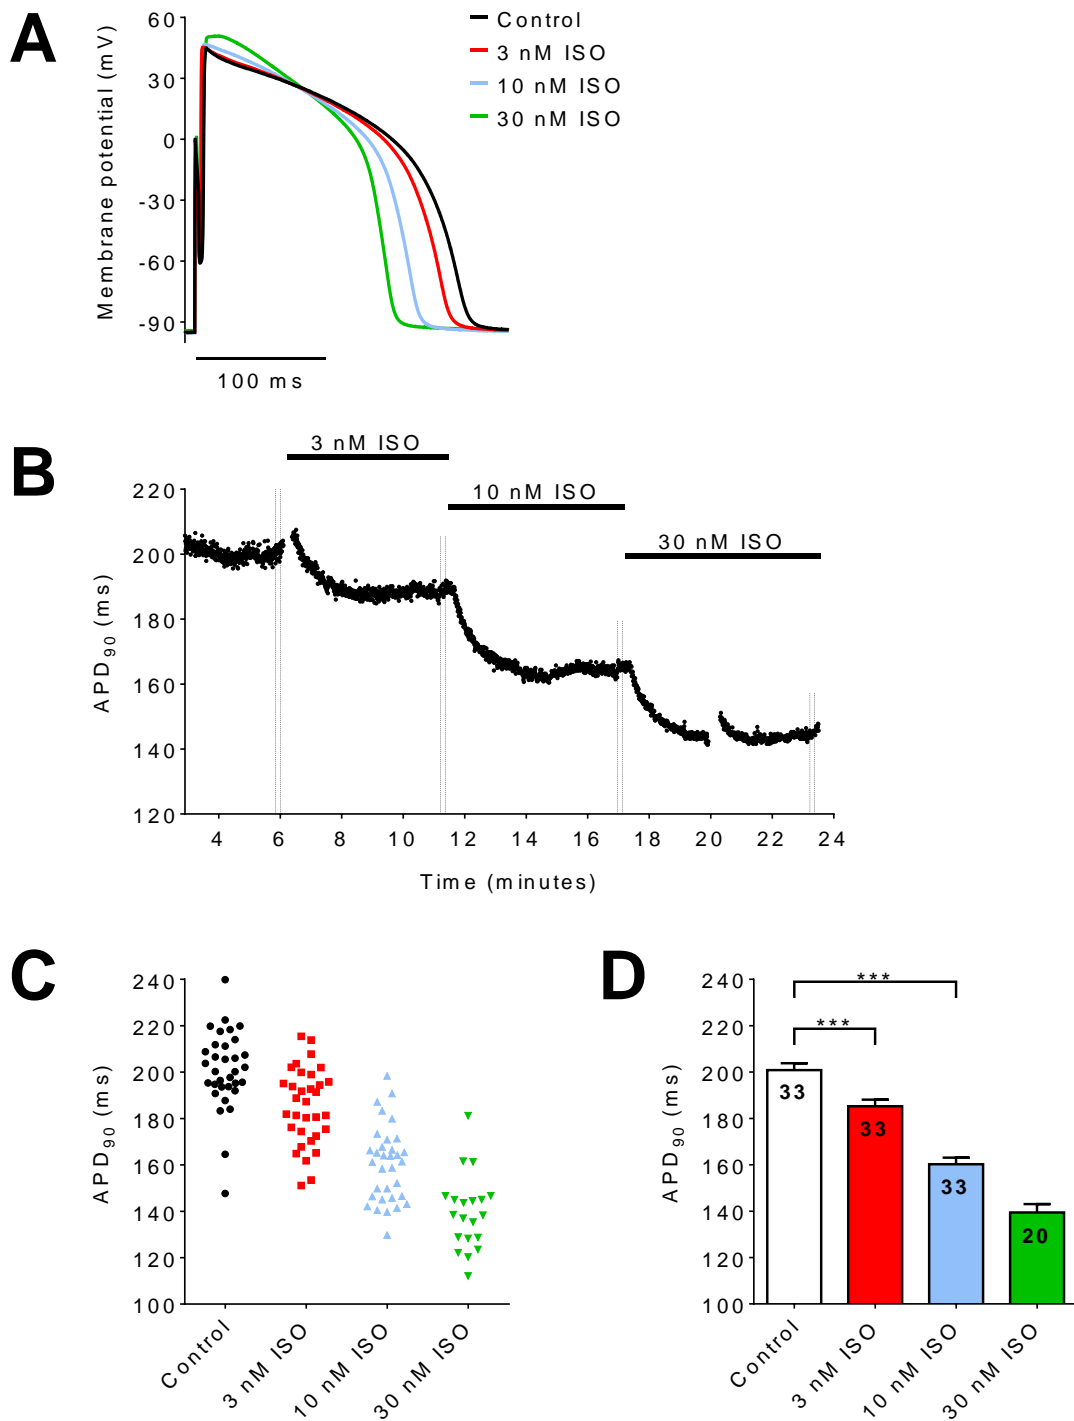 A
Membrane potential (mV)
60
30
0
-30
-60
-90
100 ms
Control
3 nM ISO
10 nM ISO
30 nM ISO
B
3 nM ISO
10 nM ISO
30 nM ISO
APD90 (ms)
220
200
180
160
140
120
4 6 8 10 12 14 16 18 20 22 24
Time (minutes)
C
APD90 (ms)
240
220
200
180
160
140
120
100
Control
3 nM ISO
10 nM ISO
30 nM ISO
D
APD90 (ms)
240
220
200
180
160
140
120
100
***
***
33
33
33
20
Control
3 nM ISO
10 nM ISO
30 nM ISO